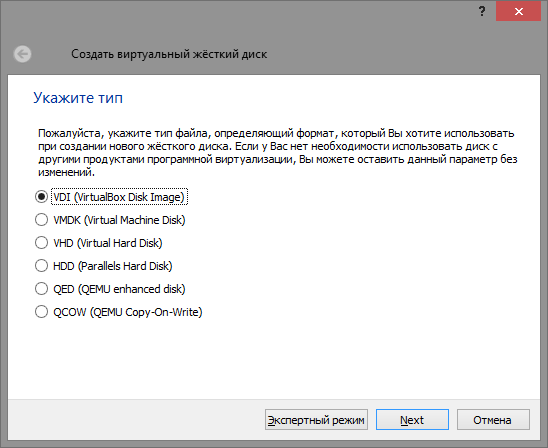 ?
Создать виртуальный жёсткий диск
Укажите тип
Пожалуйста, укажите тип файла, определяющий формат, который Вы хотите использовать
при создании нового жёсткого диска. Если у Вас нет необходимости использовать диск с
другими продуктами программной виртуализации, Вы можете оставить данный параметр без
изменений.
VDI (VirtualBox Disk Image)
VMDK (Virtual Machine Disk)
VHD (Virtual Hard Disk)
HDD (Parallels Hard Disk)
QED (QEMU enhanced disk)
QCOW (QEMU Copy-On-Write)
Экспертный режим Next Отмена